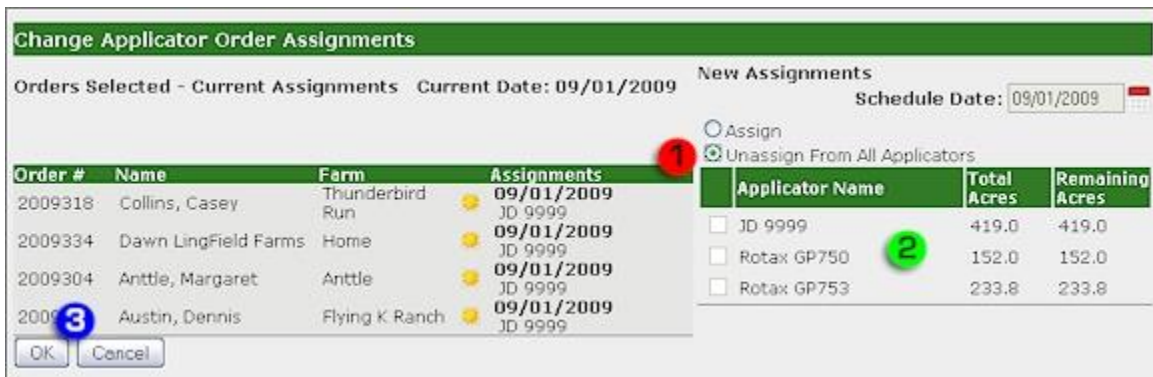 Change Applicator Order Assignments
Orders Selected - Current Assignments Current Date: 09/01/2009
New Assignments
Schedule Date: 09/01/2009
Assign
1
Unassign From All Applicators
Order # Name Farm Assignments
2009318 Collins, Casey Thunderbird Run 09/01/2009
JD 9999
2009334 Dawn LingField Farms Home 09/01/2009
JD 9999
2009304 Anttle, Margaret Anttle 09/01/2009
JD 9999
2009 3 Austin, Dennis Flying K Ranch 09/01/2009
JD 9999
OK Cancel
Applicator Name Total Acres Remaining Acres
JD 9999 419.0 419.0
2
Rotax GP750 152.0 152.0
Rotax GP753 233.8 233.8